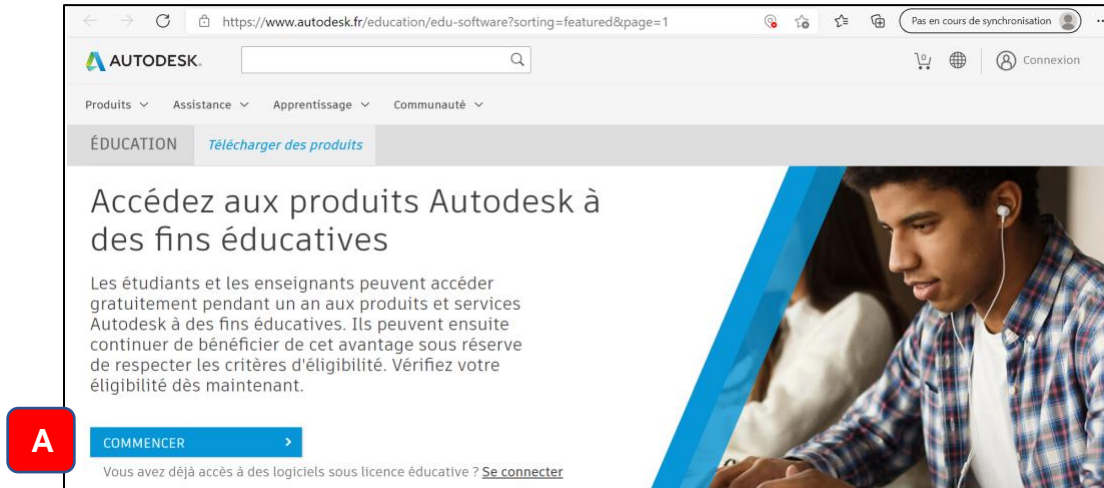 https://www.autodesk.fr/education/edu-software?sorting=featured&page=1
Pas en cours de synchronisation
AUTODESK.
0
Connexion
Produits
Assistance
Apprentissage
Communauté
ÉDUCATION
Télécharger des produits
Accédez aux produits Autodesk à
des fins éducatives
Les étudiants et les enseignants peuvent accéder
gratuitement pendant un an aux produits et services
Autodesk à des fins éducatives. Ils peuvent ensuite
continuer de bénéficier de cet avantage sous réserve
de respecter les critères d'éligibilité. Vérifiez votre
éligibilité dès maintenant.
A
COMMENCER
Vous avez déjà accès à des logiciels sous licence éducative ? Se connecter